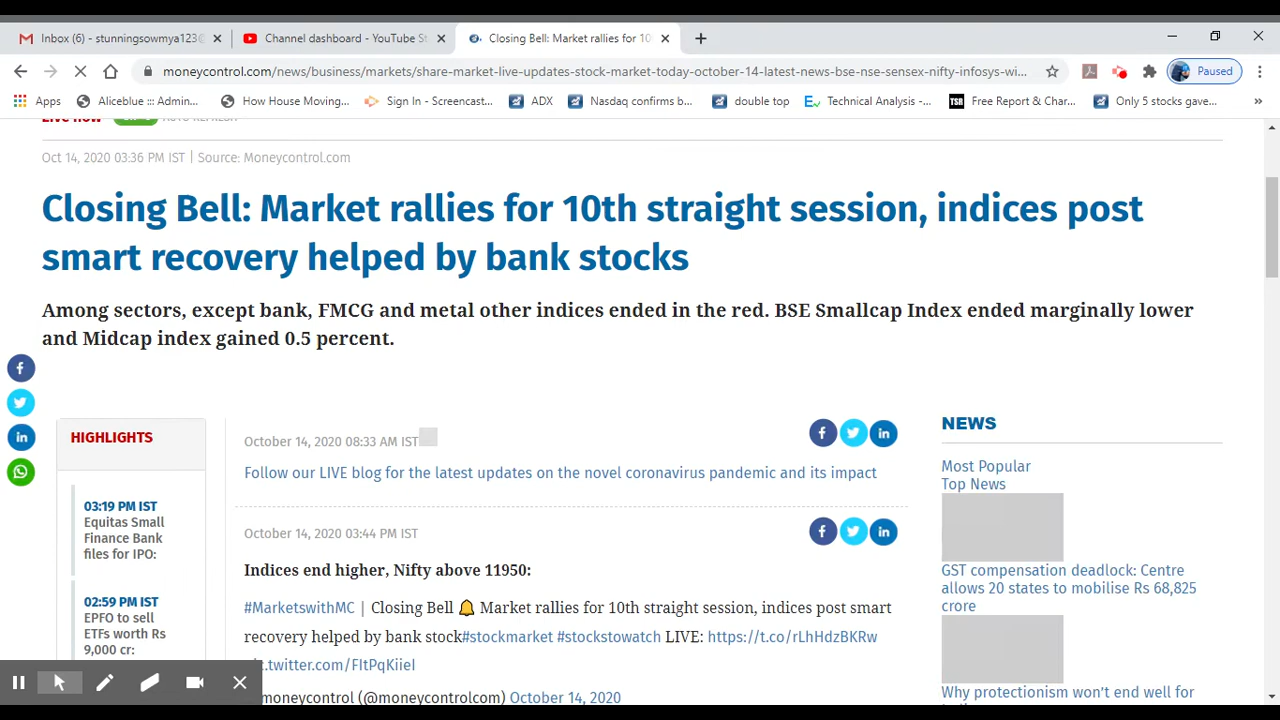 Inbox (6) - stunningsowmya123@
Channel dashboard - YouTube St
Closing Bell: Market rallies for 10
moneycontrol.com/news/business/markets/share-market-live-updates-stock-market-today-october-14-latest-news-bse-nse-sensex-nifty-infosys-wi...
Paused
Apps
Aliceblue ::: Admin...
How House Moving...
Sign In - Screencast...
ADX
Nasdaq confirms b...
double top
Technical Analysis -...
TSR
Free Report & Char...
Only 5 stocks gave...
»
Live now
AUTO REFRESH
Oct 14, 2020 03:36 PM IST | Source: Moneycontrol.com
Closing Bell: Market rallies for 10th straight session, indices post
smart recovery helped by bank stocks
Among sectors, except bank, FMCG and metal other indices ended in the red. BSE Smallcap Index ended marginally lower
and Midcap index gained 0.5 percent.
HIGHLIGHTS
03:19 PM IST
Equitas Small
Finance Bank
files for IPO:
02:59 PM IST
EPFO to sell
ETFs worth Rs
9,000 cr:
October 14, 2020 08:33 AM IST
Follow our LIVE blog for the latest updates on the novel coronavirus pandemic and its impact
October 14, 2020 03:44 PM IST
Indices end higher, Nifty above 11950:
#MarketswithMC | Closing Bell 🔔 Market rallies for 10th straight session, indices post smart
recovery helped by bank stock#stockmarket #stockstowatch LIVE: https://t.co/rLhHdzBKRw
.twitter.com/FItPqKiieI
moneycontrol (@moneycontrolcom) October 14, 2020
NEWS
Most Popular
Top News
GST compensation deadlock: Centre
allows 20 states to mobilise Rs 68,825
crore
Why protectionism won't end well for